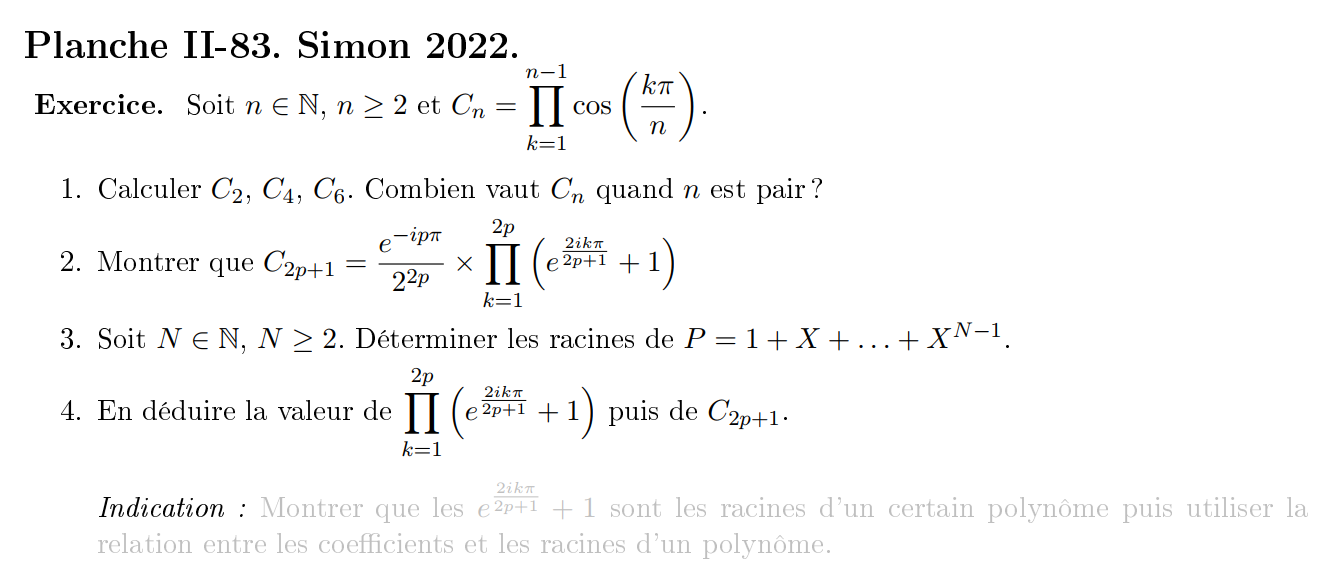 Planche II-83. Simon 2022.
Exercice. Soit $n \in \mathbb{N}$, $n \geq 2$ et $C_n = \prod_{k=1}^{n-1} \cos\left(\frac{k\pi}{n}\right)$.
1. Calculer $C_2$, $C_4$, $C_6$. Combien vaut $C_n$ quand $n$ est pair ?
2. Montrer que $C_{2p+1} = \frac{e^{-ip\pi}}{2^{2p}} \times \prod_{k=1}^{2p} \left(e^{\frac{2ik\pi}{2p+1}} + 1\right)$
3. Soit $N \in \mathbb{N}$, $N \geq 2$. Déterminer les racines de $P = 1 + X + \ldots + X^{N-1}$.
4. En déduire la valeur de $\prod_{k=1}^{2p} \left(e^{\frac{2ik\pi}{2p+1}} + 1\right)$ puis de $C_{2p+1}$.
Indication : Montrer que les $e^{\frac{2ik\pi}{2p+1}} + 1$ sont les racines d'un certain polynôme puis utiliser la
relation entre les coefficients et les racines d'un polynôme.